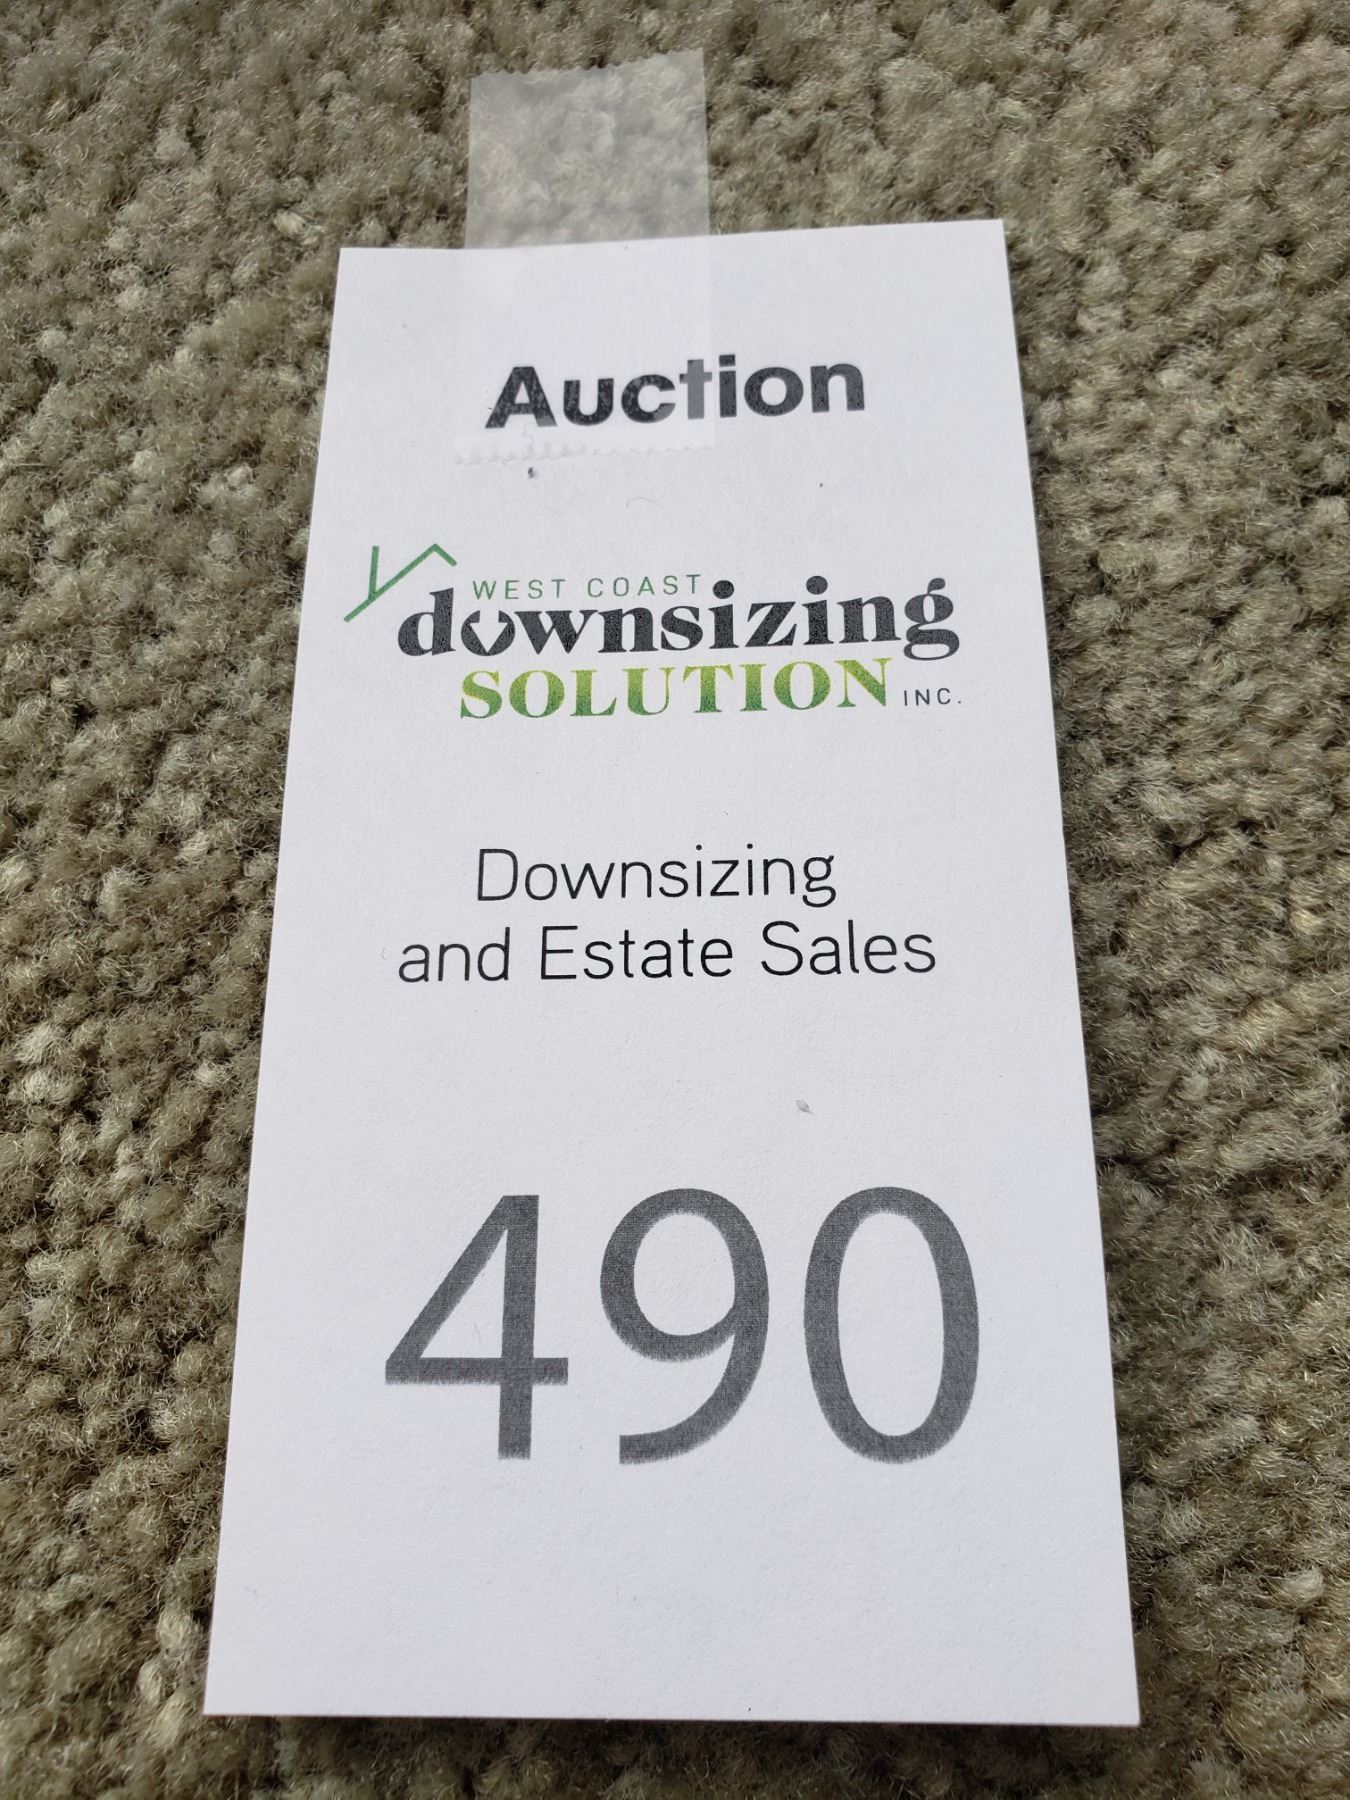 Auction
WEST COAST
downsizing
SOLUTION INC.
Downsizing
and Estate Sales
490